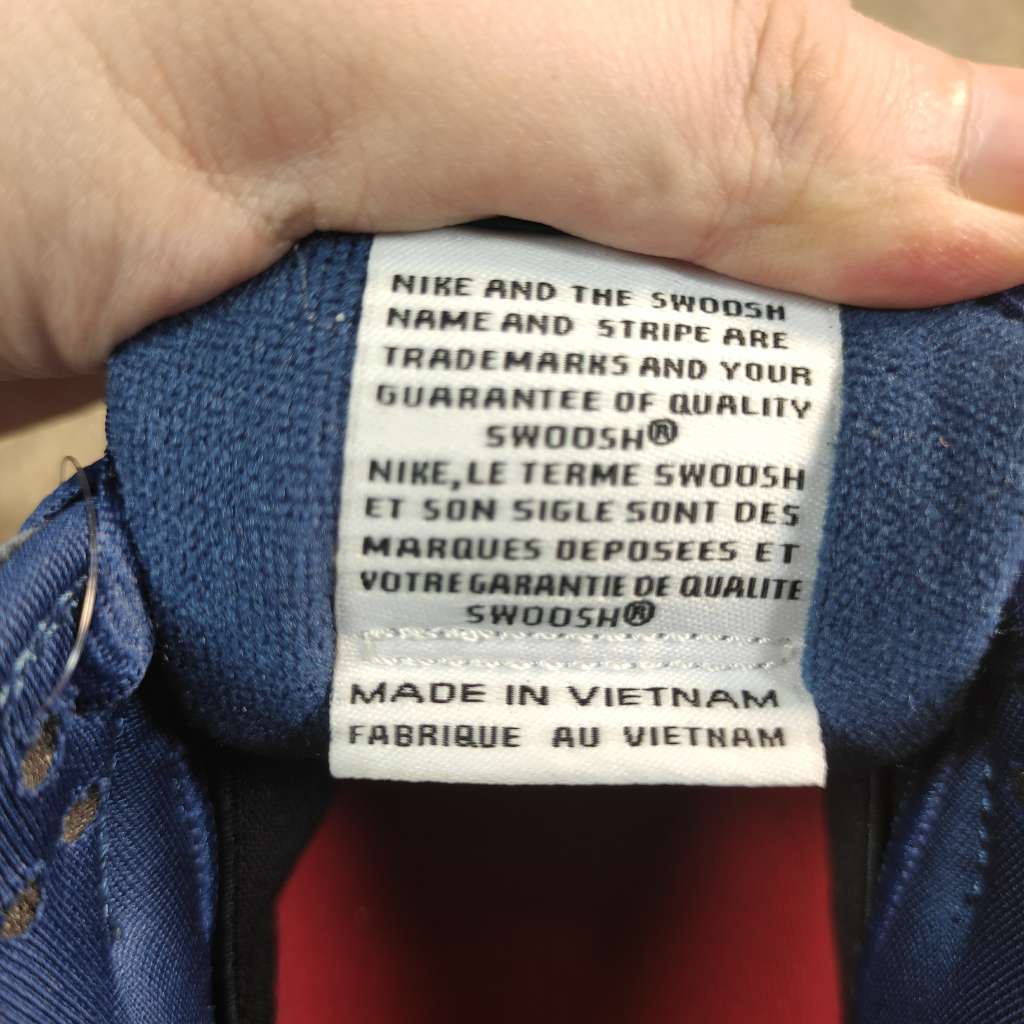 NIKE AND THE SWOOSH
NAME AND STRIPE ARE
TRADEMARKS AND YOUR
GUARANTEE OF QUALITY
SWOOSH®
NIKE, LE TERME SWOOSH
ET SON SIGLE SONT DES
MARQUES DEPOSEES ET
VOTRE GARANTIE DE QUALITE
SWOOSH®
MADE IN VIETNAM
FABRIQUE AU VIETNAM